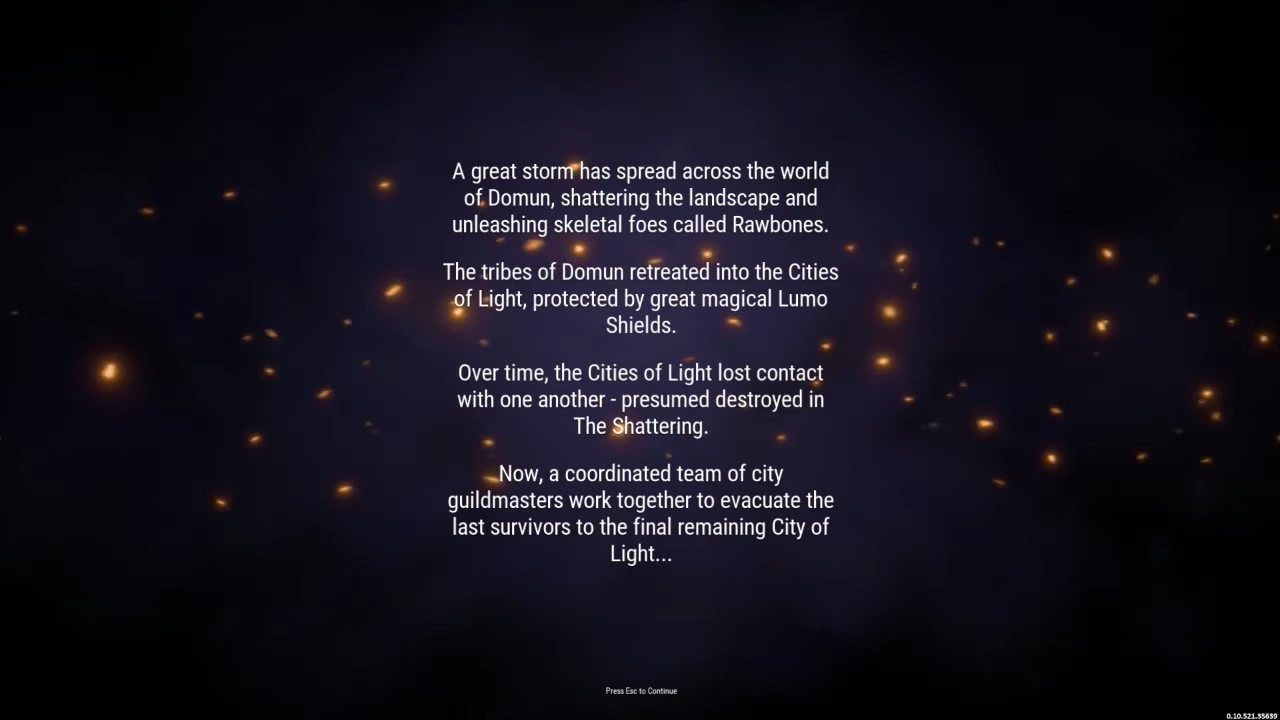 A great storm has spread across the world
of Domun, shattering the landscape and
unleashing skeletal foes called Rawbones.
The tribes of Domun retreated into the Cities
of Light, protected by great magical Lumo
Shields.
Over time, the Cities of Light lost contact
with one another - presumed destroyed in
The Shattering.
Now, a coordinated team of city
guildmasters work together to evacuate the
last survivors to the final remaining City of
Light...
Press Esc to Continue
0.10.521.35639